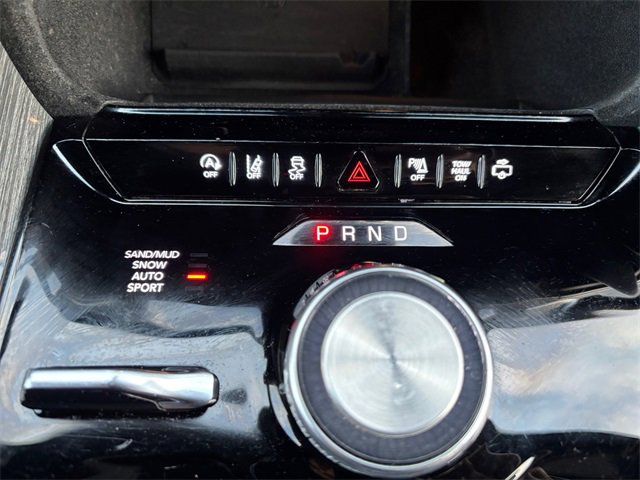 OFF OFF OFF P OFF TOW/HAUL ON
P R N D
SAND/MUD
SNOW
AUTO
SPORT